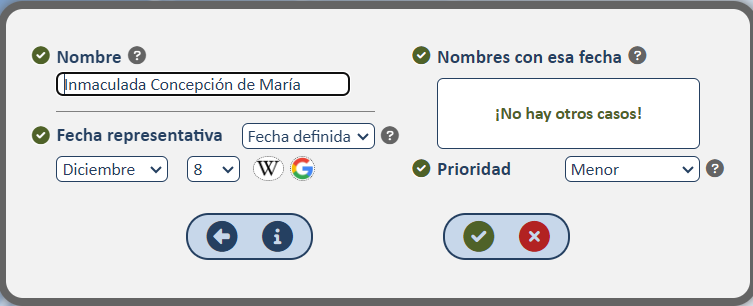 Nombre ?
Inmaculada Concepción de María
Fecha representativa
Fecha definida
?
Diciembre
8
W
G
Nombres con esa fecha ?
¡No hay otros casos!
Prioridad
Menor
?
i